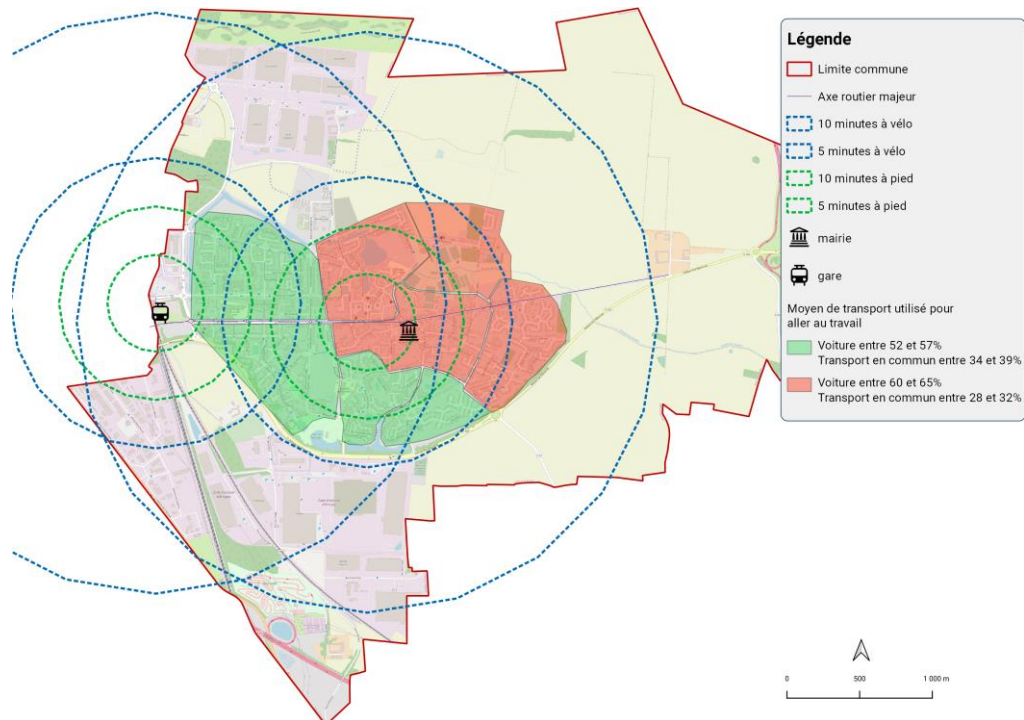 Légende
Limite commune
Axe routier majeur
10 minutes à vélo
5 minutes à vélo
10 minutes à pied
5 minutes à pied
mairie
gare
Moyen de transport utilisé pour
aller au travail
Voiture entre 52 et 57%
Transport en commun entre 34 et 39%
Voiture entre 60 et 65%
Transport en commun entre 28 et 32%
0 500 1 000 m